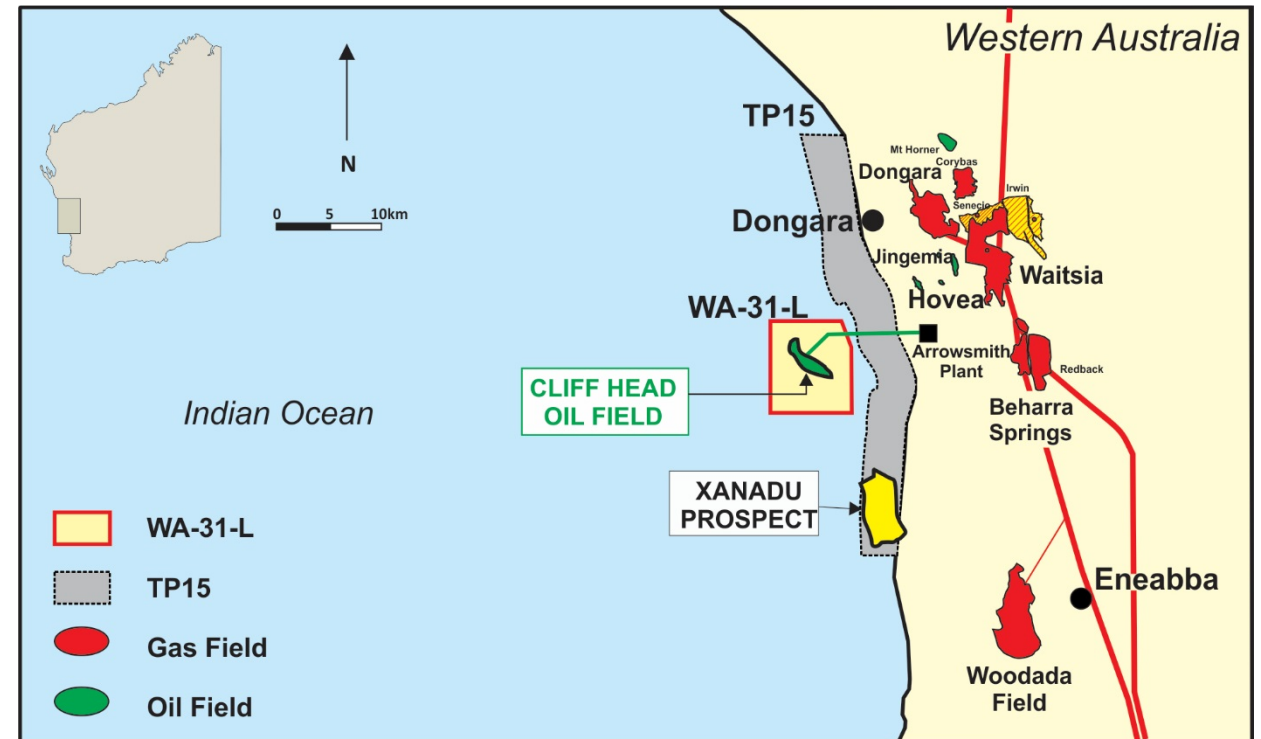 Western Australia
TP15
N
0 5 10km
Mt Horner
Corybas
Dongara
Irwin
Senecio
Dongara
Jingemia
Waitsia
Hovea
WA-31-L
Arrowsmith
Plant
Redback
CLIFF HEAD
OIL FIELD
Beharra
Springs
Indian Ocean
XANADU
PROSPECT
WA-31-L
TP15
Gas Field
Oil Field
Eneabba
Woodada
Field